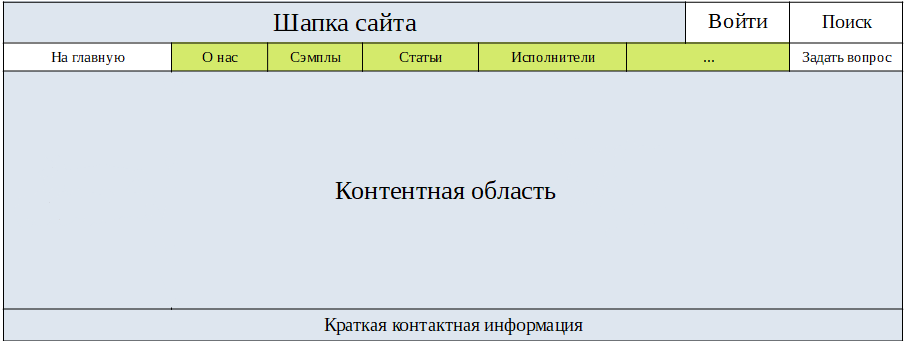 Шапка сайта
Войти
Поиск
На главную
О нас
Сэмплы
Статьи
Исполнители
...
Задать вопрос
Контентная область
Краткая контактная информация